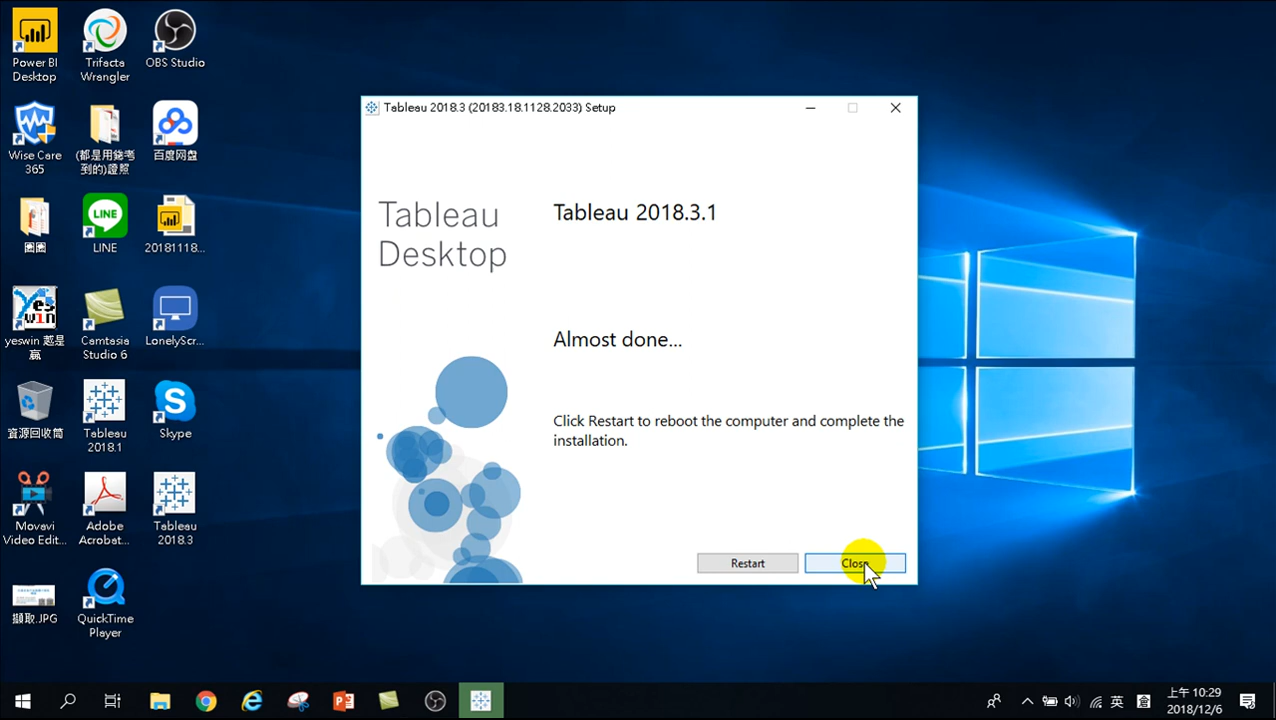 Power BI
Desktop
Trifacta
Wrangler
OBS Studio
Wise Care
365
(都是用錢考
到的)證照
百度网盘
LINE
20181118...
yes
win
yeswin 越是
贏
Camtasia
Studio 6
LonelyScr...
資源回收筒
Tableau
2018.1
Skype
Movavi
Video Edit...
Adobe
Acrobat...
Tableau
2018.3
擷取.JPG
QuickTime
Player
Tableau 2018.3 (20183.18.1128.2033) Setup
Tableau
Desktop
Tableau 2018.3.1
Almost done...
Click Restart to reboot the computer and complete the
installation.
Restart
Close
英
上午 10:29
2018/12/6